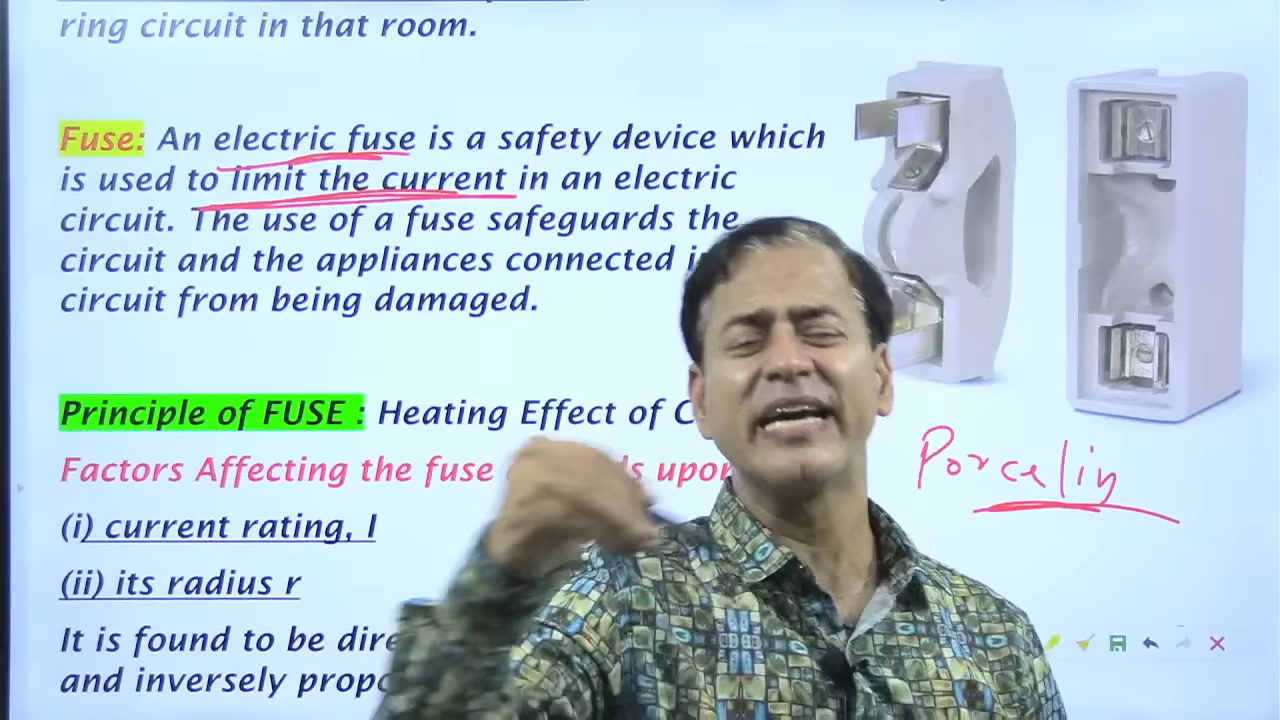 ring circuit in that room.
Fuse: An electric fuse is a safety device which
is used to limit the current in an electric
circuit. The use of a fuse safeguards the
circuit and the appliances connected
circuit from being damaged.
Principle of FUSE : Heating Effect of
Factors Affecting the fuse upon
(i) current rating, I
(ii) its radius r
It is found to be
and inversely
Porcelin